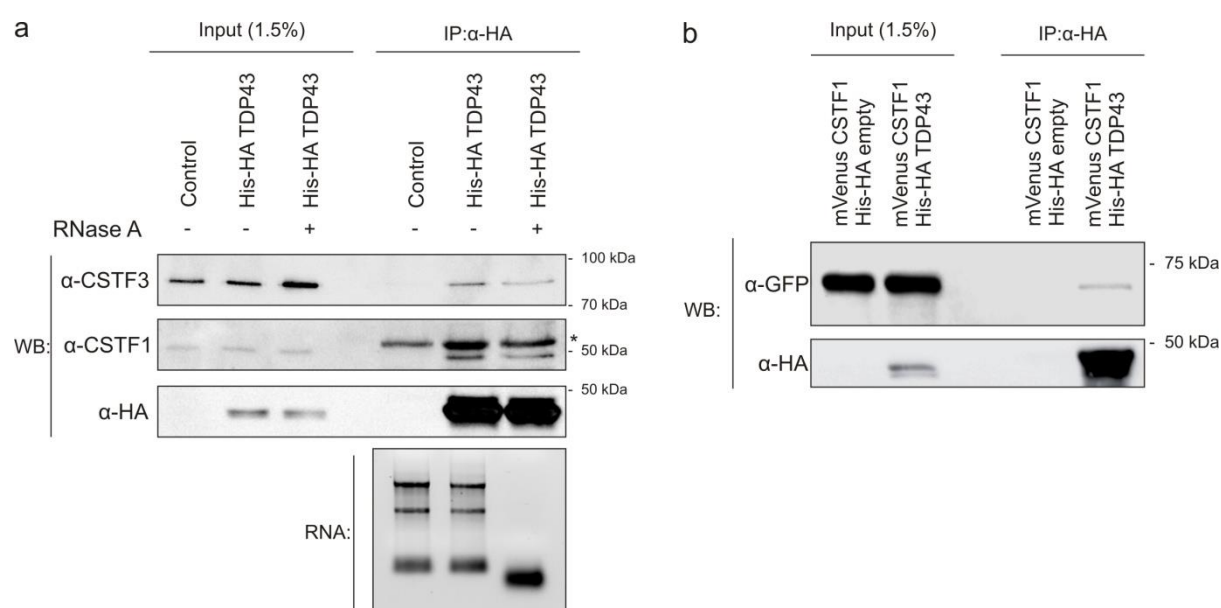 a
Input (1.5%)
IP:α-HA
Control
His-HA TDP43
His-HA TDP43
Control
His-HA TDP43
His-HA TDP43
RNase A - - + - - +
WB:
α-CSTF3
- 100 kDa
- 70 kDa
α-CSTF1
*
- 50 kDa
α-HA
- 50 kDa
RNA:
b
Input (1.5%)
IP:α-HA
mVenus CSTF1
His-HA empty
mVenus CSTF1
His-HA TDP43
mVenus CSTF1
His-HA empty
mVenus CSTF1
His-HA TDP43
WB:
α-GFP
- 75 kDa
α-HA
- 50 kDa